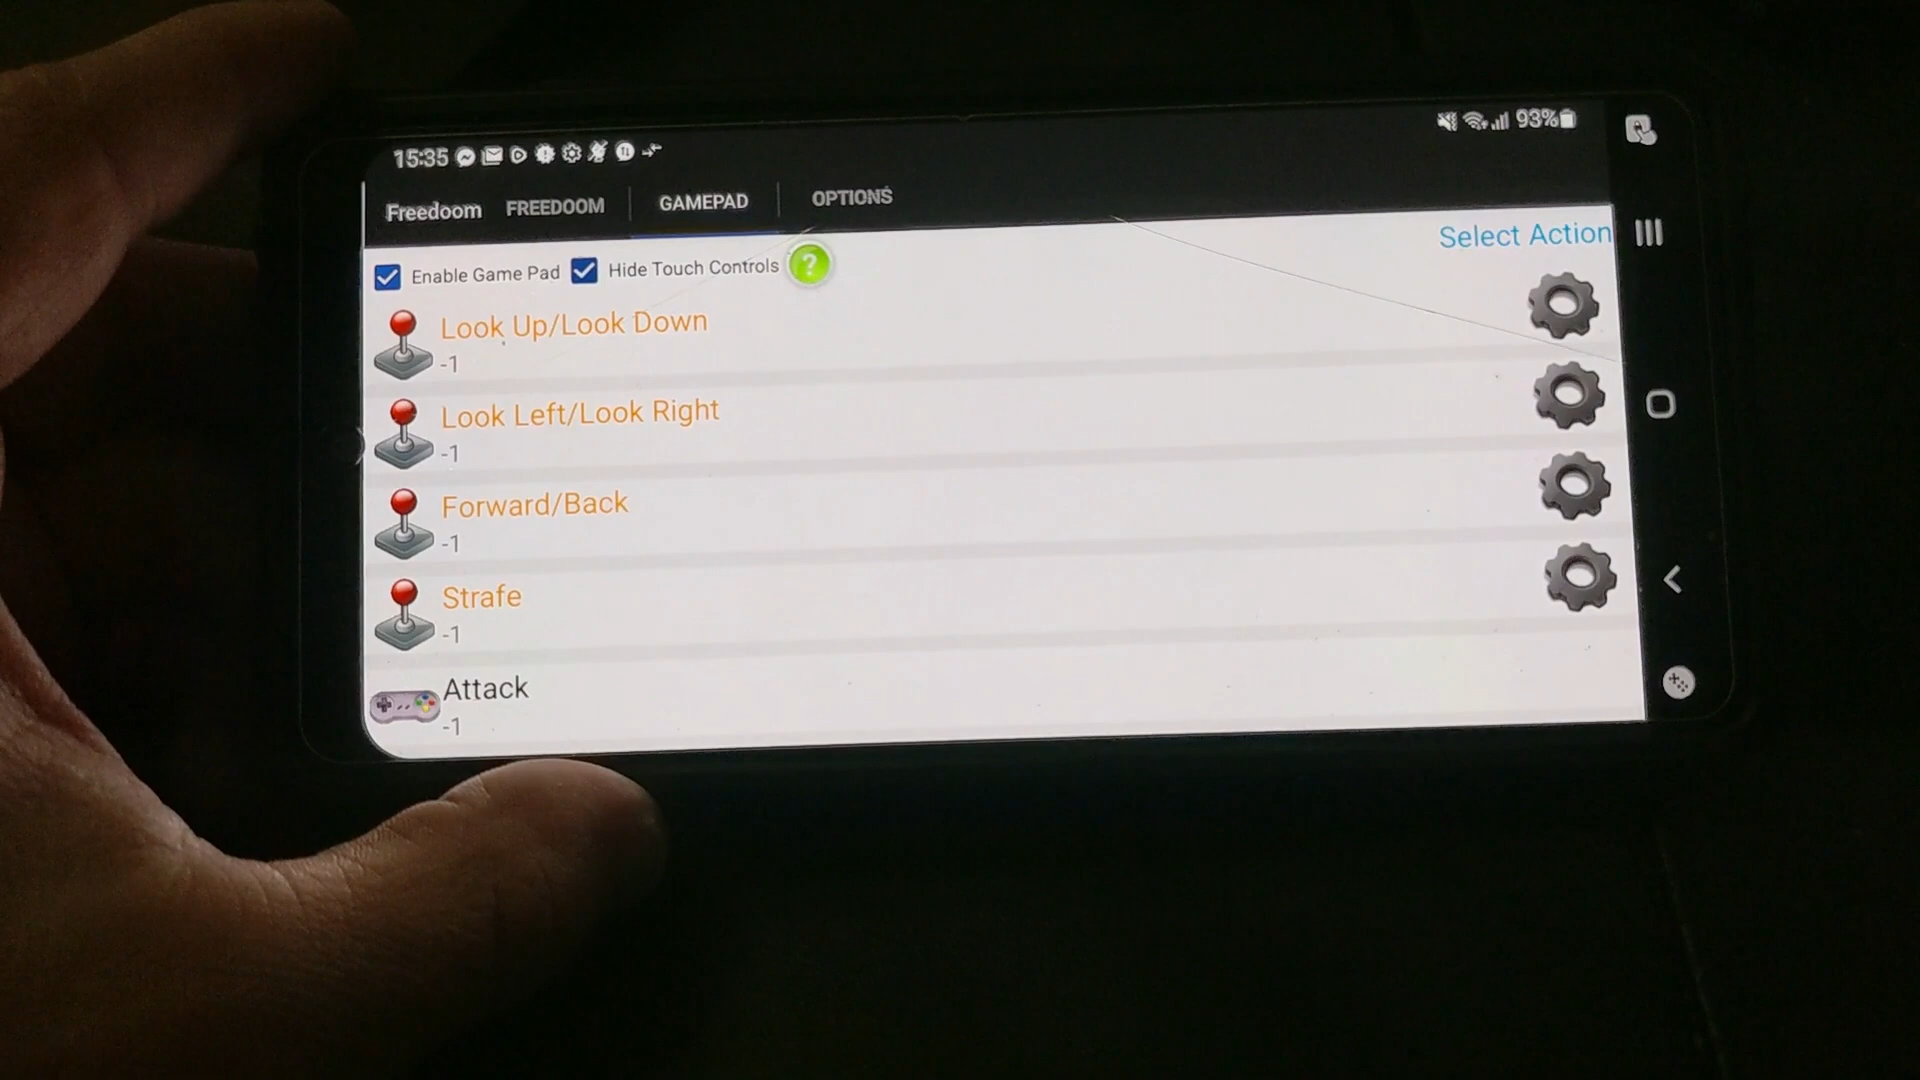 15:35 93%
Freedoom FREEDOOM GAMEPAD OPTIONS
Select Action
Enable Game Pad Hide Touch Controls ?
Look Up/Look Down
-1
Look Left/Look Right
-1
Forward/Back
-1
Strafe
-1
Attack
-1